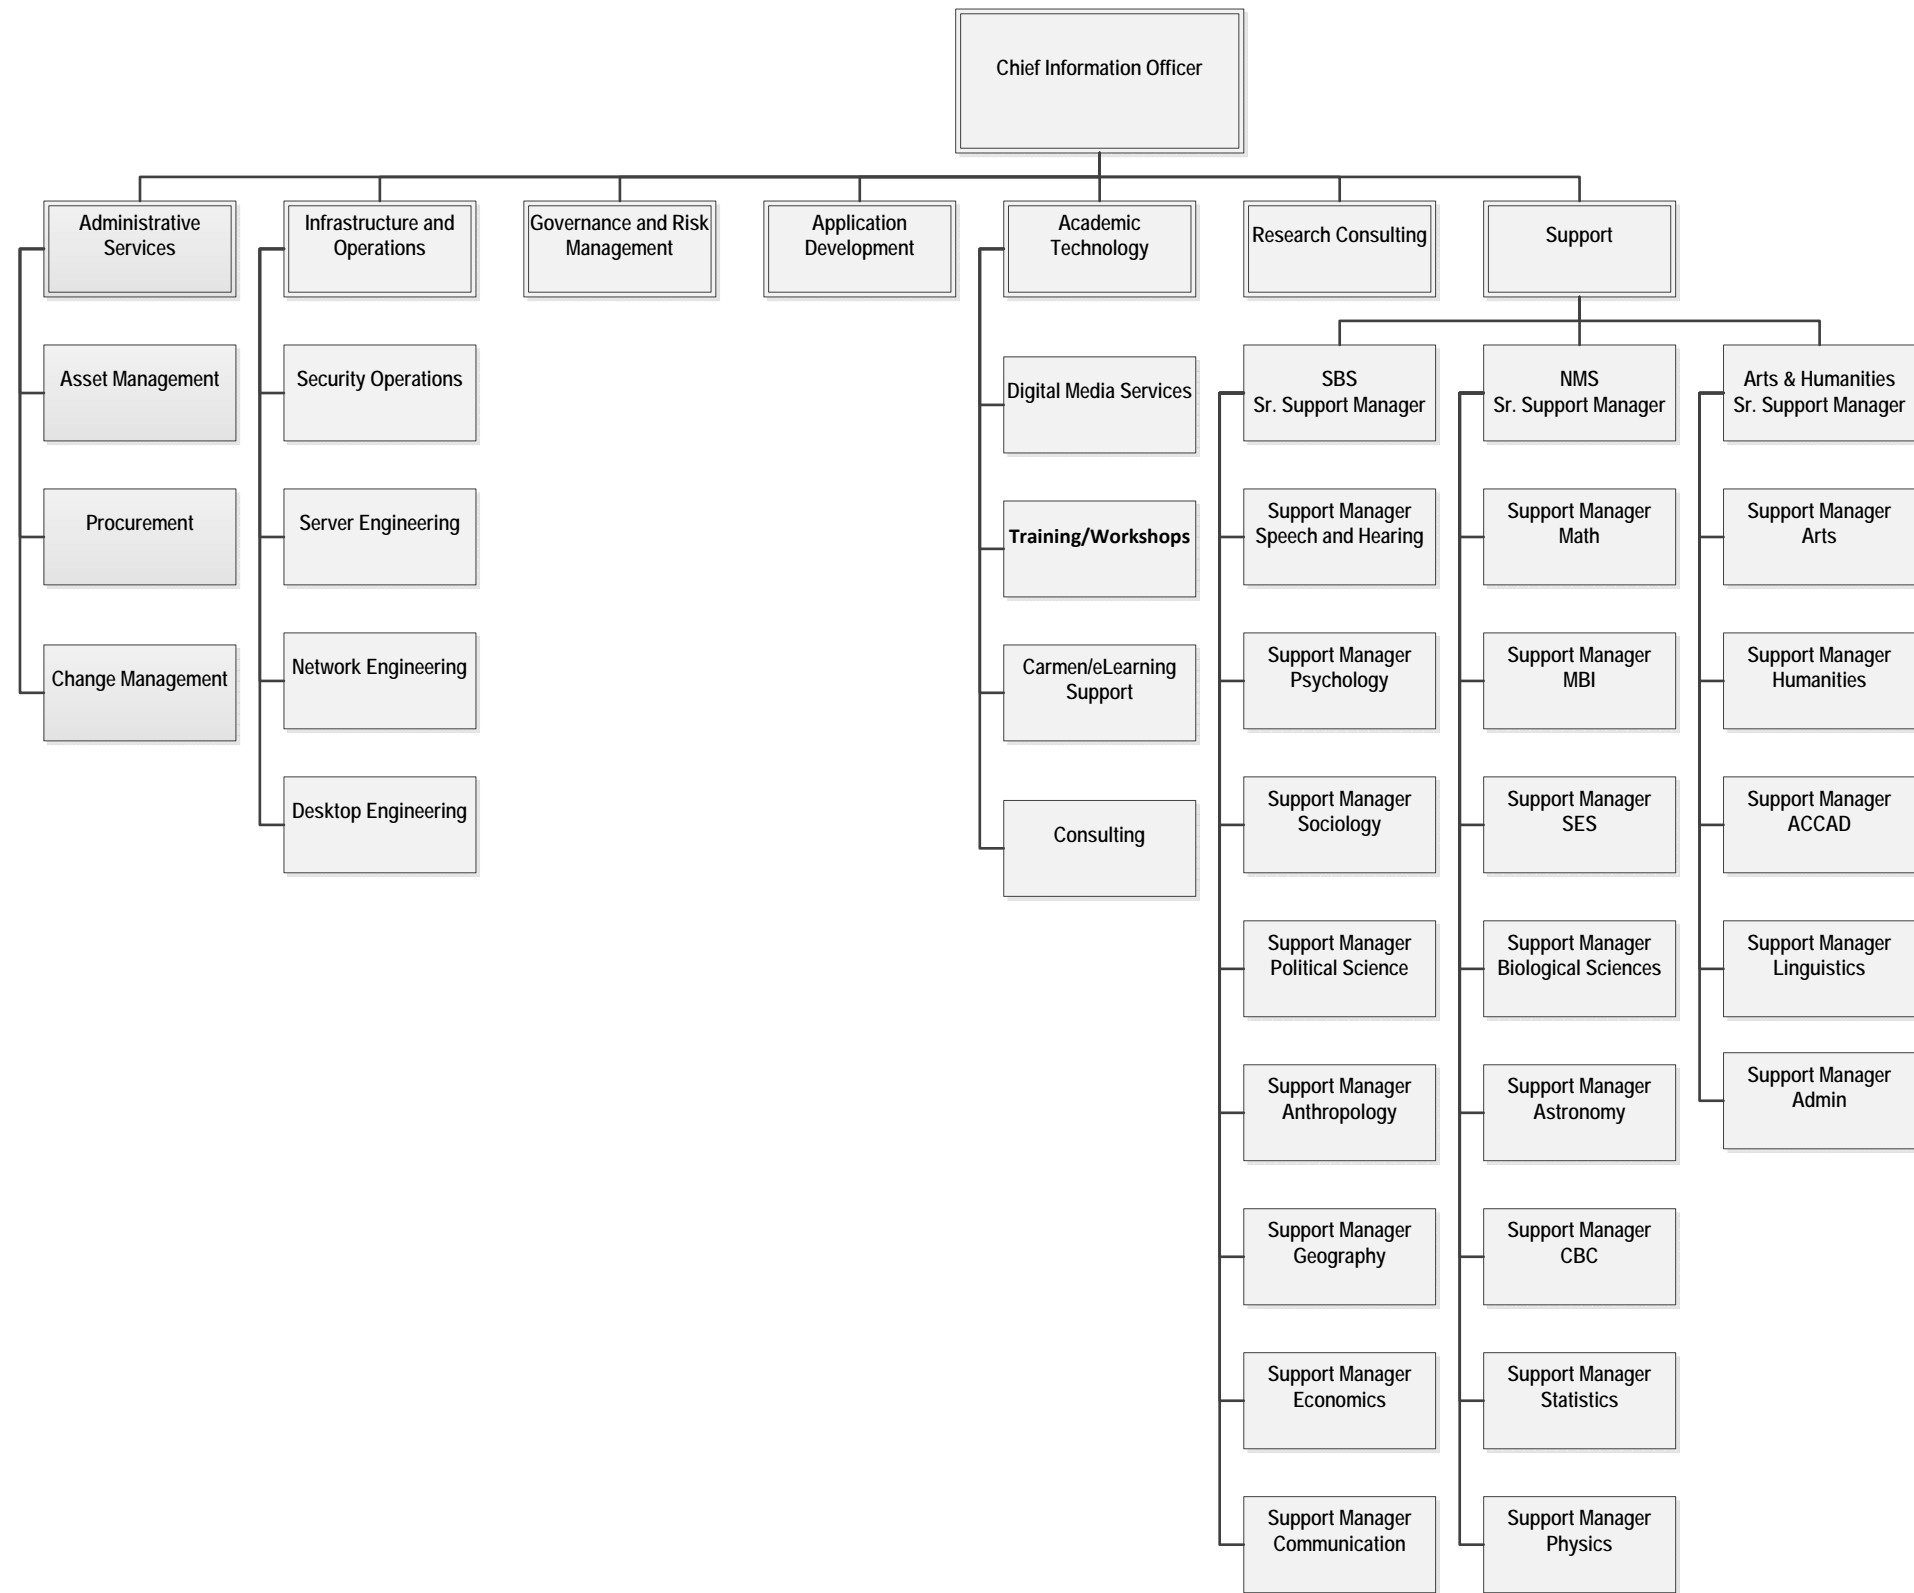 Chief Information Officer
Administrative
Services
Infrastructure and
Operations
Governance and Risk
Management
Application
Development
Academic
Technology
Research Consulting
Support
Asset Management
Procurement
Change Management
Security Operations
Server Engineering
Network Engineering
Desktop Engineering
Digital Media Services
Training/Workshops
Carmen/eLearning
Support
Consulting
SBS
Sr. Support Manager
Support Manager
Speech and Hearing
Support Manager
Psychology
Support Manager
Sociology
Support Manager
Political Science
Support Manager
Anthropology
Support Manager
Geography
Support Manager
Economics
Support Manager
Communication
NMS
Sr. Support Manager
Support Manager
Math
Support Manager
MBI
Support Manager
SES
Support Manager
Biological Sciences
Support Manager
Astronomy
Support Manager
CBC
Support Manager
Statistics
Support Manager
Physics
Arts & Humanities
Sr. Support Manager
Support Manager
Arts
Support Manager
Humanities
Support Manager
ACCAD
Support Manager
Linguistics
Support Manager
Admin